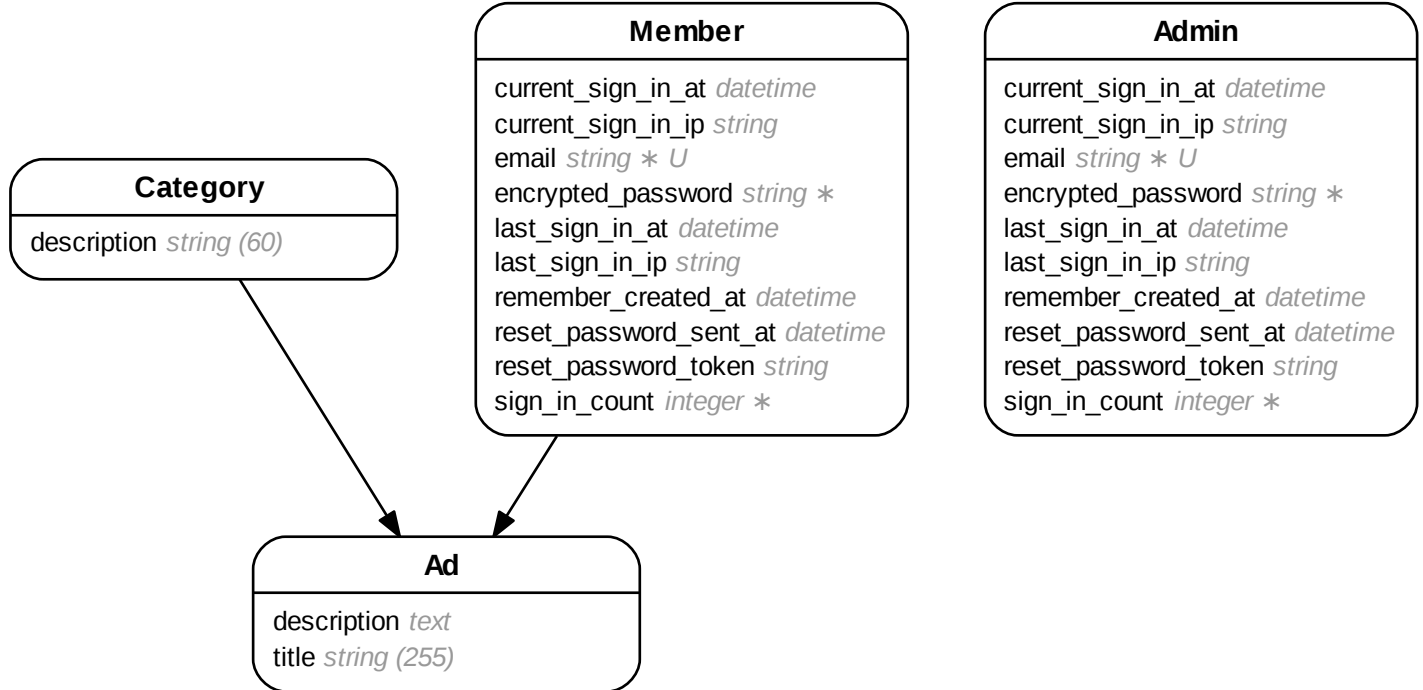 Member
current_sign_in_at datetime
current_sign_in_ip string
email string ∗ U
encrypted_password string ∗
last_sign_in_at datetime
last_sign_in_ip string
remember_created_at datetime
reset_password_sent_at datetime
reset_password_token string
sign_in_count integer ∗
Admin
current_sign_in_at datetime
current_sign_in_ip string
email string ∗ U
encrypted_password string ∗
last_sign_in_at datetime
last_sign_in_ip string
remember_created_at datetime
reset_password_sent_at datetime
reset_password_token string
sign_in_count integer ∗
Category
description string (60)
Ad
description text
title string (255)